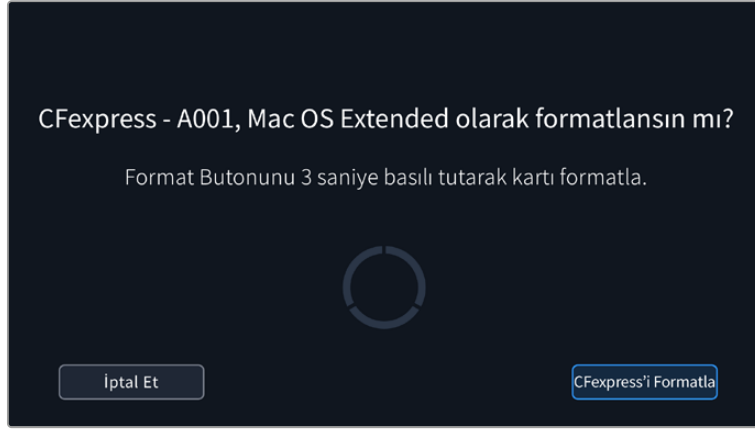 CFexpress - A001, Mac OS Extended olarak formatlansın mı?
Format Butonunu 3 saniye basılı tutarak kartı formatla.
İptal Et
CFexpress’i Formatla